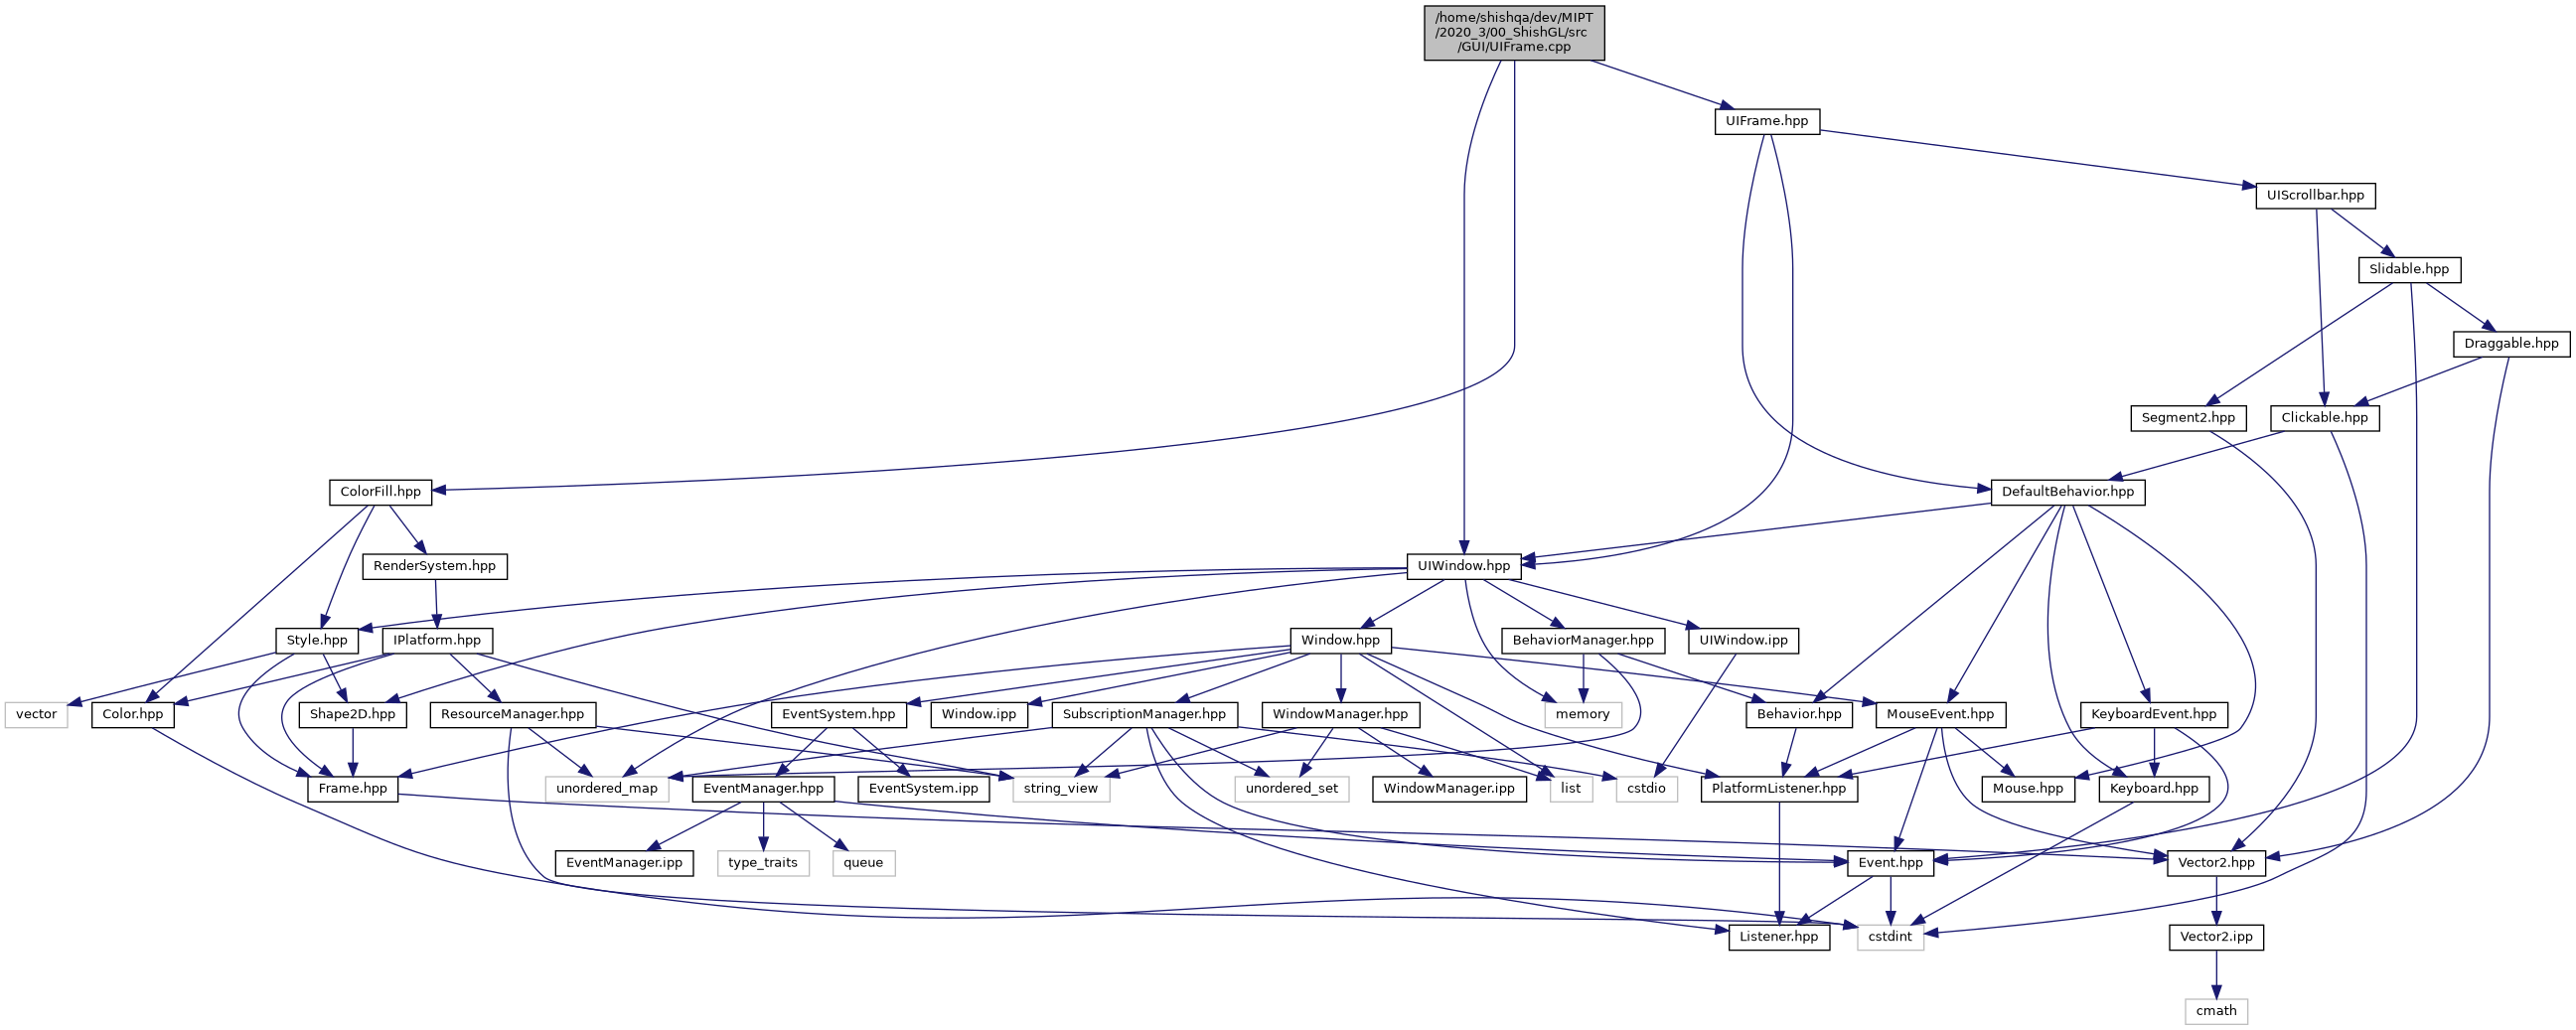 /home/shishqa/dev/MIPT
/2020_3/00_ShishGL/src
/GUI/UIFrame.cpp
UIFrame.hpp
UIScrollbar.hpp
Slidable.hpp
Draggable.hpp
Segment2.hpp
Clickable.hpp
ColorFill.hpp
DefaultBehavior.hpp
RenderSystem.hpp
UIWindow.hpp
Style.hpp
IPlatform.hpp
Window.hpp
BehaviorManager.hpp
UIWindow.ipp
vector
Color.hpp
Shape2D.hpp
ResourceManager.hpp
EventSystem.hpp
Window.ipp
SubscriptionManager.hpp
WindowManager.hpp
memory
Behavior.hpp
MouseEvent.hpp
KeyboardEvent.hpp
Frame.hpp
unordered_map
EventManager.hpp
EventSystem.ipp
string_view
unordered_set
WindowManager.ipp
list
cstdio
PlatformListener.hpp
Mouse.hpp
Keyboard.hpp
EventManager.ipp
type_traits
queue
Event.hpp
Vector2.hpp
Listener.hpp
cstdint
Vector2.ipp
cmath